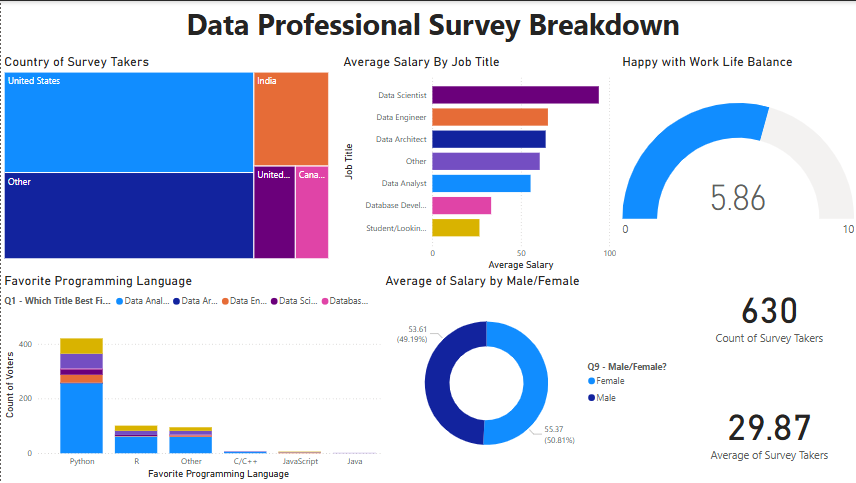 Data Professional Survey Breakdown
Country of Survey Takers
United States
India
Other
United...
Cana...
Average Salary By Job Title
Job Title
Data Scientist
Data Engineer
Data Architect
Other
Data Analyst
Database Devel...
Student/Lookin...
0 50 100
Average Salary
Happy with Work Life Balance
5.86
0 10
Favorite Programming Language
Q1 - Which Title Best Fi... Data Anal... Data Ar... Data En... Data Sci... Databas...
Count of Voters
400
200
0
Python R Other C/C++ JavaScript Java
Favorite Programming Language
Average of Salary by Male/Female
53.61
(49.19%)
55.37
(50.81%)
Q9 - Male/Female?
Female
Male
630
Count of Survey Takers
29.87
Average of Survey Takers